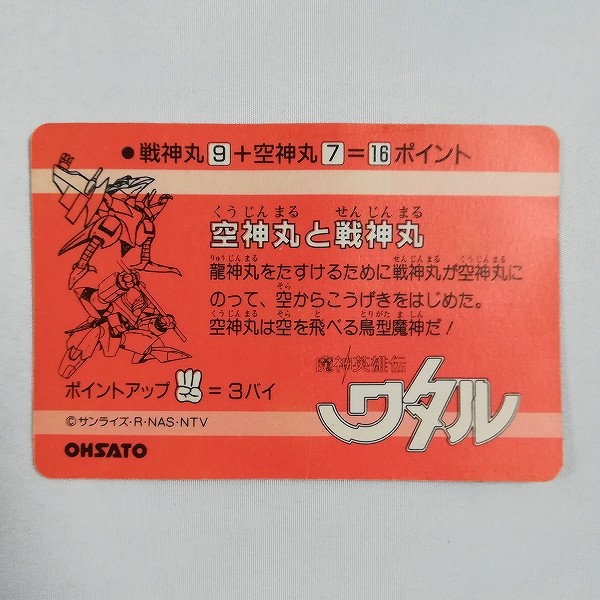 ●戦神丸9+空神丸7=16ポイント
くうじんまる せんじんまる
空神丸と戦神丸
りゅうじんまる せんじんまる くうじんまる
龍神丸をたすけるために戦神丸が空神丸に
そら
のって、空からこうげきをはじめた。
くうじんまる そら と とりがたましん
空神丸は空を飛べる鳥型魔神だ!
魔神英雄伝
ワタル
ポイントアップ =3バイ
©サンライズ・R・NAS・NTV
OHSATO